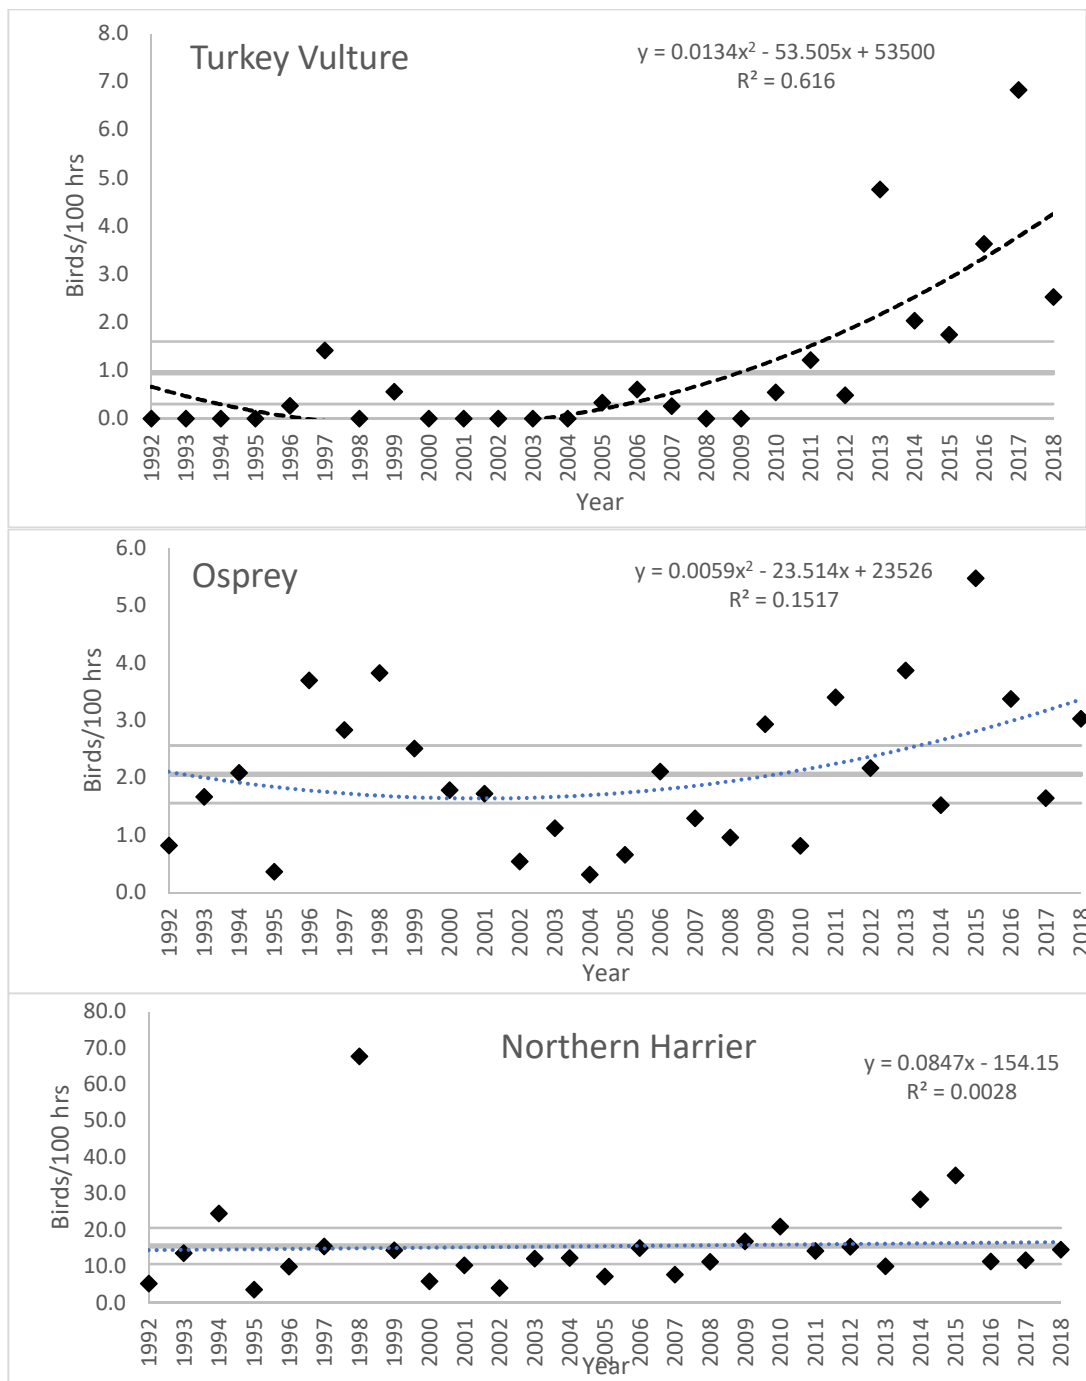 Turkey Vulture
y = 0.0134x² - 53.505x + 53500
R² = 0.616
Birds/100 hrs
8.0
7.0
6.0
5.0
4.0
3.0
2.0
1.0
0.0
1992 1993 1994 1995 1996 1997 1998 1999 2000 2001 2002 2003 2004 2005 2006 2007 2008 2009 2010 2011 2012 2013 2014 2015 2016 2017 2018
Year
Osprey
y = 0.0059x² - 23.514x + 23526
R² = 0.1517
Birds/100 hrs
6.0
5.0
4.0
3.0
2.0
1.0
0.0
1992 1993 1994 1995 1996 1997 1998 1999 2000 2001 2002 2003 2004 2005 2006 2007 2008 2009 2010 2011 2012 2013 2014 2015 2016 2017 2018
Year
Northern Harrier
y = 0.0847x - 154.15
R² = 0.0028
Birds/100 hrs
80.0
70.0
60.0
50.0
40.0
30.0
20.0
10.0
0.0
1992 1993 1994 1995 1996 1997 1998 1999 2000 2001 2002 2003 2004 2005 2006 2007 2008 2009 2010 2011 2012 2013 2014 2015 2016 2017 2018
Year